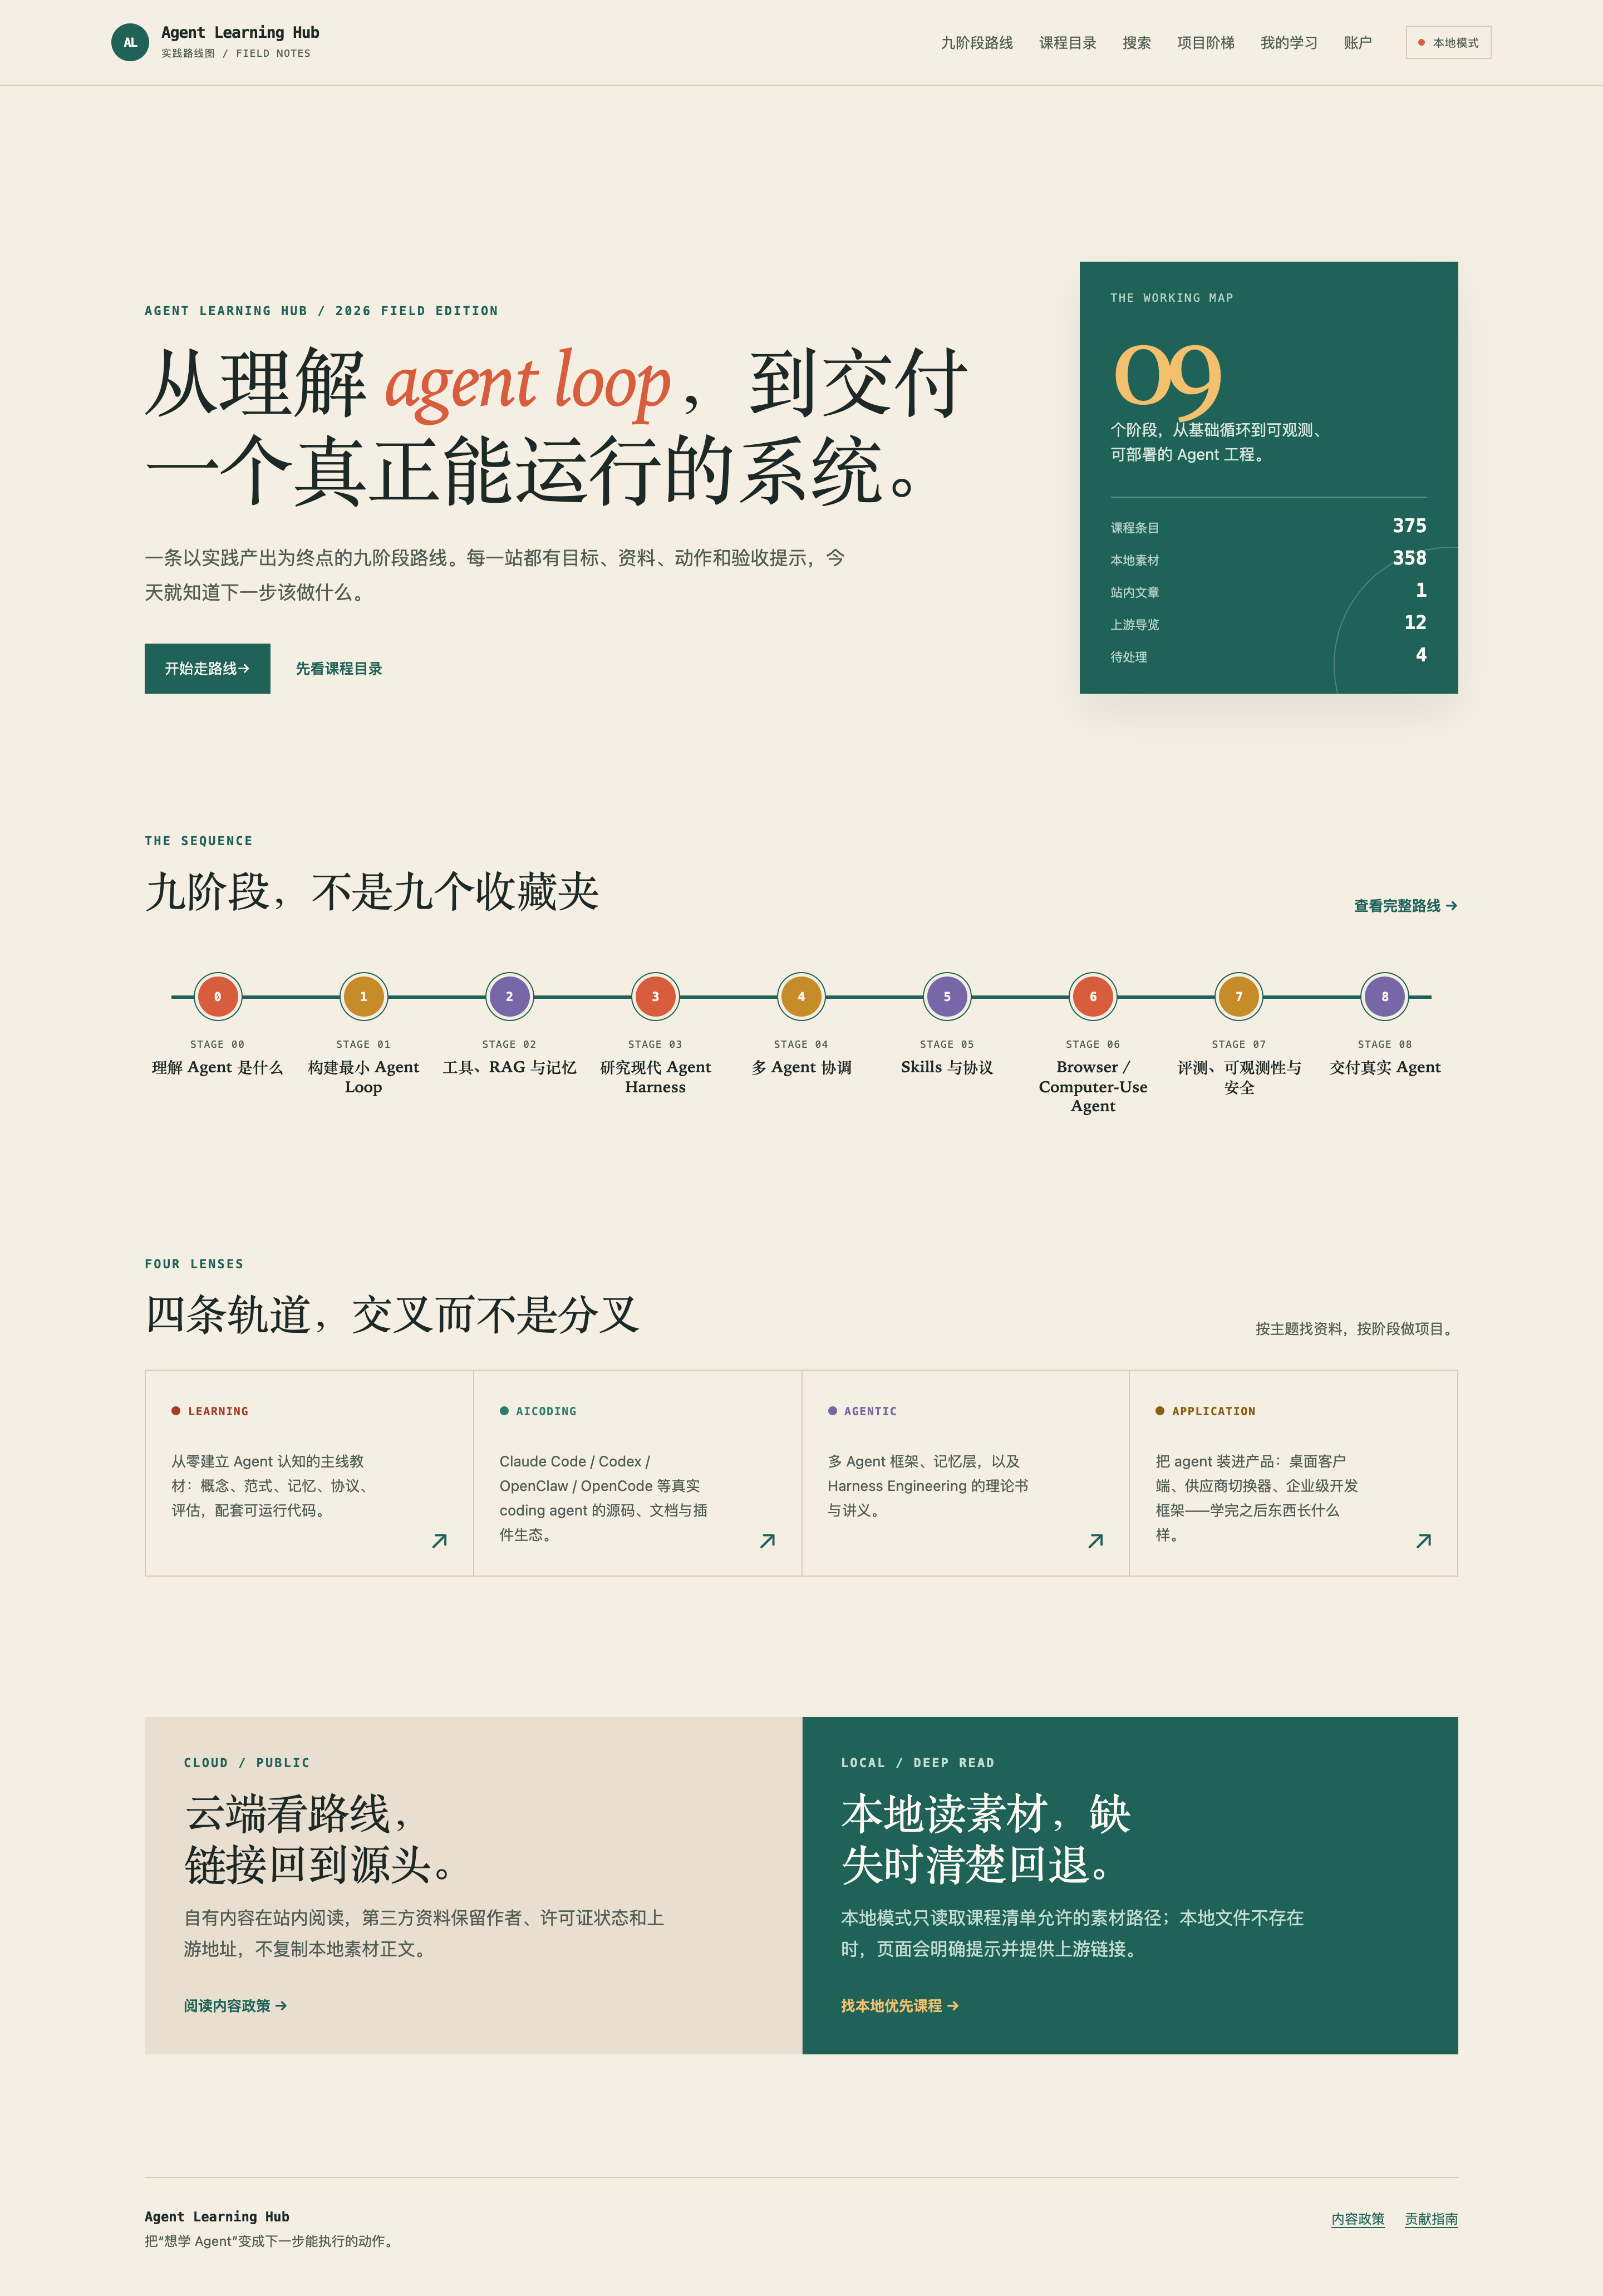 AL
Agent Learning Hub
实践路线图 / FIELD NOTES
九阶段路线 课程目录 搜索 项目阶梯 我的学习 账户 本地模式
AGENT LEARNING HUB / 2026 FIELD EDITION
从理解 agent loop，到交付
一个真正能运行的系统。
一条以实践产出为终点的九阶段路线。每一站都有目标、资料、动作和验收提示，今
天就知道下一步该做什么。
开始走路线→ 先看课程目录
THE WORKING MAP
09
个阶段，从基础循环到可观测、
可部署的 Agent 工程。
课程条目 375
本地素材 358
站内文章 1
上游导览 12
待处理 4
THE SEQUENCE
九阶段，不是九个收藏夹
查看完整路线 →
0
STAGE 00
理解 Agent 是什么
1
STAGE 01
构建最小 Agent
Loop
2
STAGE 02
工具、RAG 与记忆
3
STAGE 03
研究现代 Agent
Harness
4
STAGE 04
多 Agent 协调
5
STAGE 05
Skills 与协议
6
STAGE 06
Browser /
Computer-Use
Agent
7
STAGE 07
评测、可观测性与
安全
8
STAGE 08
交付真实 Agent
FOUR LENSES
四条轨道，交叉而不是分叉
按主题找资料，按阶段做项目。
LEARNING
从零建立 Agent 认知的主线教
材：概念、范式、记忆、协议、
评估，配套可运行代码。
↗
AICODING
Claude Code / Codex /
OpenClaw / OpenCode 等真实
coding agent 的源码、文档与插
件生态。
↗
AGENTIC
多 Agent 框架、记忆层，以及
Harness Engineering 的理论书
与讲义。
↗
APPLICATION
把 agent 装进产品：桌面客户
端、供应商切换器、企业级开发
框架——学完之后东西长什么
样。
↗
CLOUD / PUBLIC
云端看路线，
链接回到源头。
自有内容在站内阅读，第三方资料保留作者、许可证状态和上
游地址，不复制本地素材正文。
阅读内容政策 →
LOCAL / DEEP READ
本地读素材，缺
失时清楚回退。
本地模式只读取课程清单允许的素材路径；本地文件不存在
时，页面会明确提示并提供上游链接。
找本地优先课程 →
Agent Learning Hub
把“想学 Agent”变成下一步能执行的动作。
内容政策 贡献指南